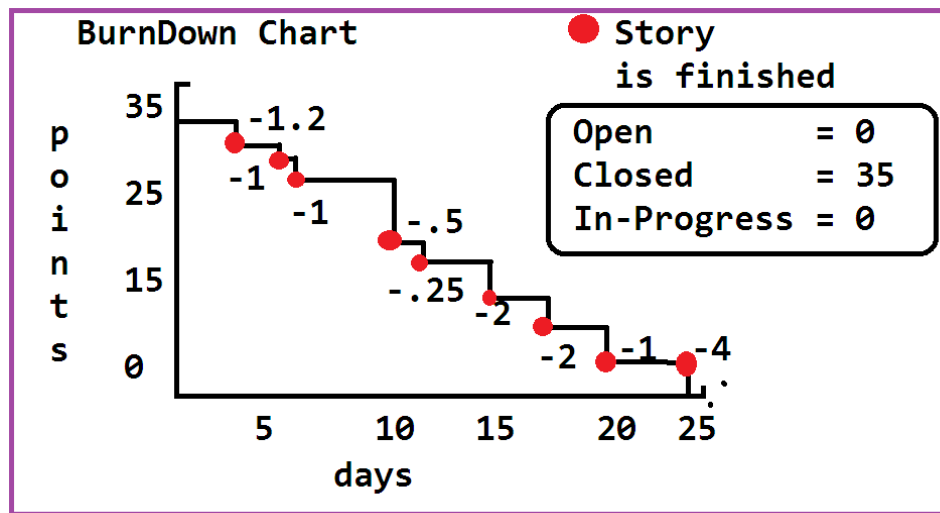 BurnDown Chart
Story
is finished
Open = 0
Closed = 35
In-Progress = 0
points
35
25
15
0
-1.2
-1
-1
-.5
-.25
-2
-2
-1
-4
5 10 15 20 25
days